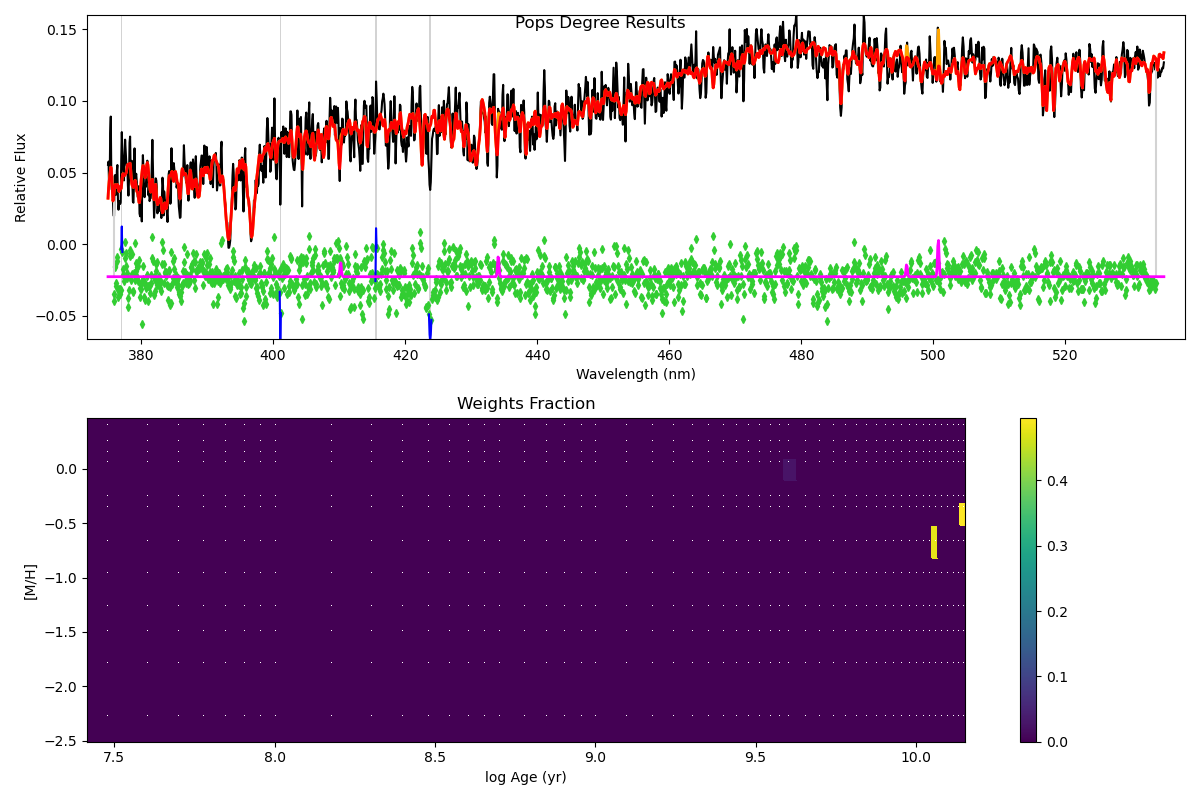 Pops Degree Results
0.15
0.10
0.05
0.00
−0.05
Relative Flux
380 400 420 440 460 480 500 520
Wavelength (nm)
Weights Fraction
0.0
−0.5
−1.0
−1.5
−2.0
−2.5
[M/H]
7.5 8.0 8.5 9.0 9.5 10.0
log Age (yr)
0.4
0.3
0.2
0.1
0.0